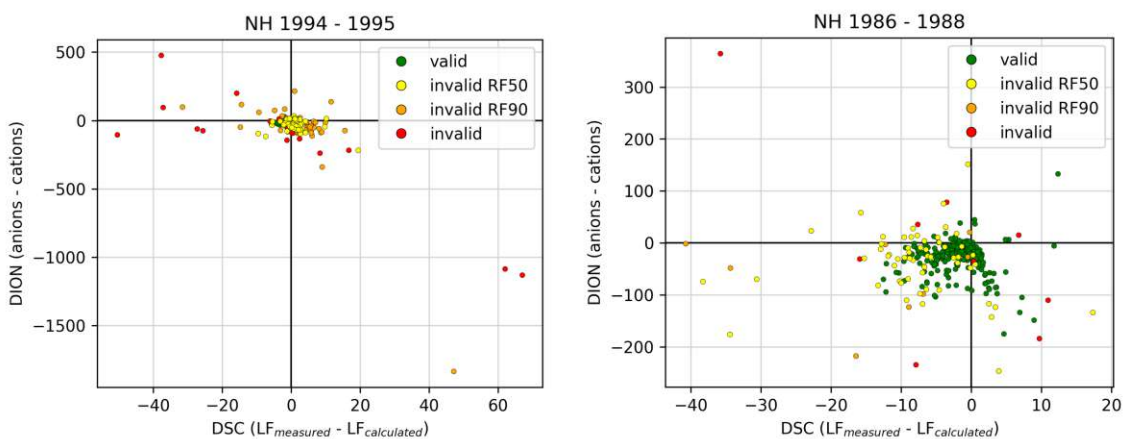 NH 1994 - 1995
500
0
−500
−1000
−1500
DION (anions - cations)
−40 −20 0 20 40 60
DSC (LFmeasured - LFcalculated)
valid
invalid RF50
invalid RF90
invalid
NH 1986 - 1988
300
200
100
0
−100
−200
DION (anions - cations)
−40 −30 −20 −10 0 10 20
DSC (LFmeasured - LFcalculated)
valid
invalid RF50
invalid RF90
invalid